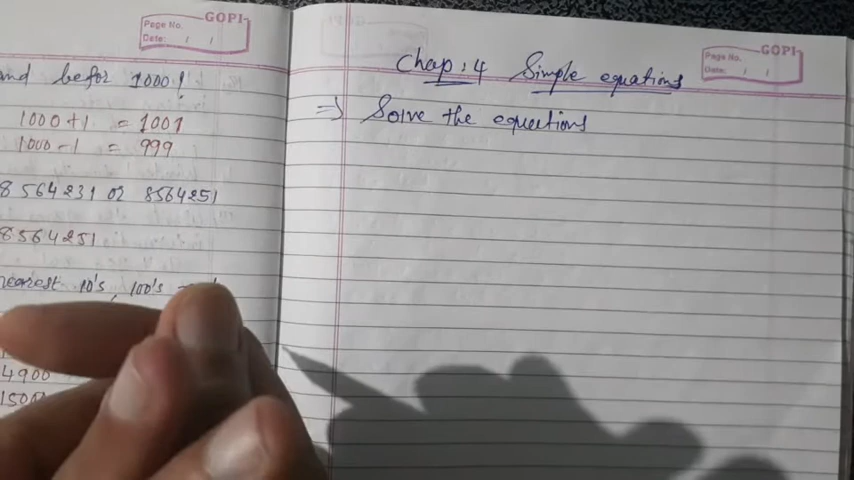 GOPI
Page No.
Date: / /
and befor 1000!
1000+1 = 1001
1000-1 = 999
8564231 or 8564251
8564251
nearest 10's, 100's
4900
1500
GOPI
Page No.
Date: / /
Chap: 4 Simple equations
=> Solve the equations